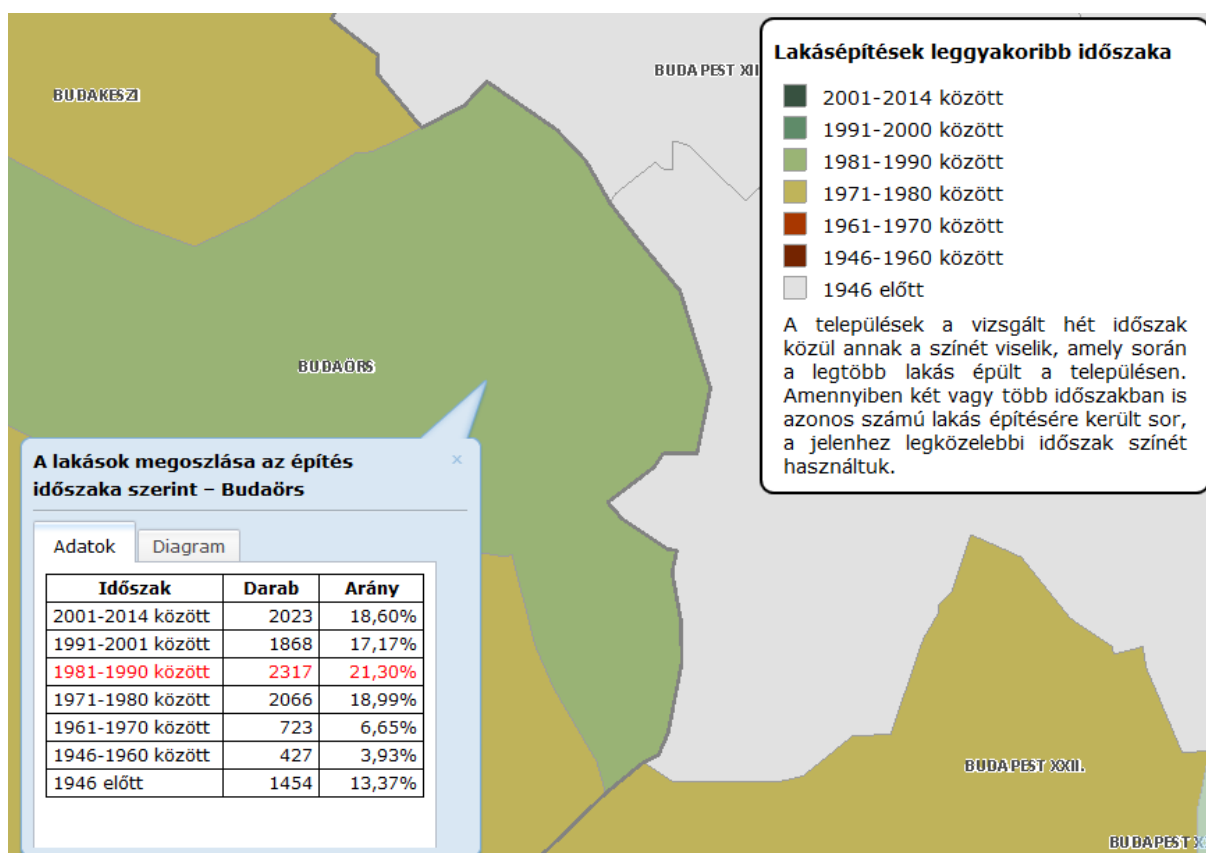 BUDAKESZI
BUDAPEST XII
BUDAÖRS
BUDAPEST XXII.
BUDAPEST X
Lakásépítések leggyakoribb időszaka
2001-2014 között
1991-2000 között
1981-1990 között
1971-1980 között
1961-1970 között
1946-1960 között
1946 előtt
A települések a vizsgált hét időszak
közül annak a színét viselik, amely során
a legtöbb lakás épült a településen.
Amennyiben két vagy több időszakban is
azonos számú lakás építésére került sor,
a jelenhez legközelebbi időszak színét
használtuk.
A lakások megoszlása az építés ×
időszaka szerint – Budaörs
Adatok Diagram
Időszak Darab Arány
2001-2014 között 2023 18,60%
1991-2001 között 1868 17,17%
1981-1990 között 2317 21,30%
1971-1980 között 2066 18,99%
1961-1970 között 723 6,65%
1946-1960 között 427 3,93%
1946 előtt 1454 13,37%